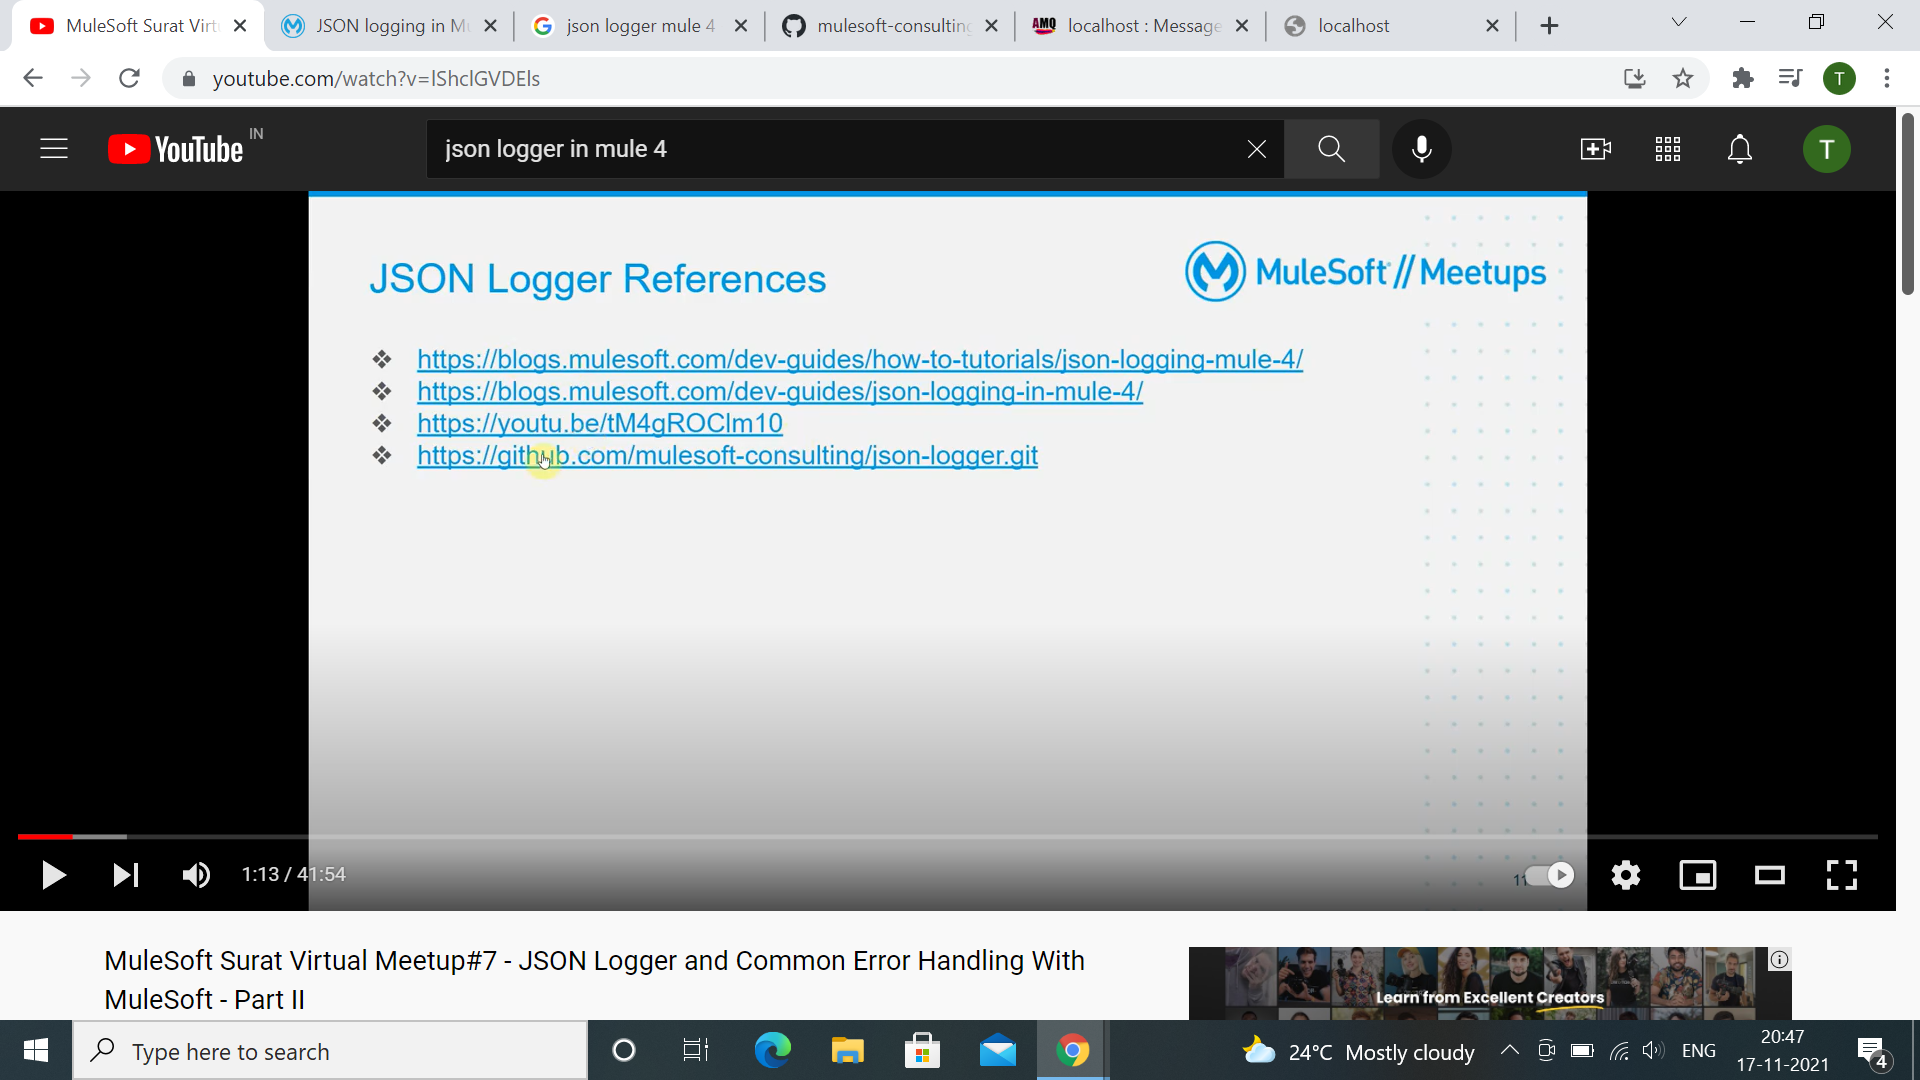 MuleSoft Surat Virt
JSON logging in M
json logger mule 4
mulesoft-consulting
AMQ localhost : Message
localhost
youtube.com/watch?v=lShclGVDEls
T
YouTube IN
json logger in mule 4
T
JSON Logger References
MuleSoft // Meetups
https://blogs.mulesoft.com/dev-guides/how-to-tutorials/json-logging-mule-4/
https://blogs.mulesoft.com/dev-guides/json-logging-in-mule-4/
https://youtu.be/tM4gROClm10
https://github.com/mulesoft-consulting/json-logger.git
1:13 / 41:54
MuleSoft Surat Virtual Meetup#7 - JSON Logger and Common Error Handling With
MuleSoft - Part II
Learn from Excellent Creators
Type here to search
24°C Mostly cloudy
ENG
20:47
17-11-2021
4